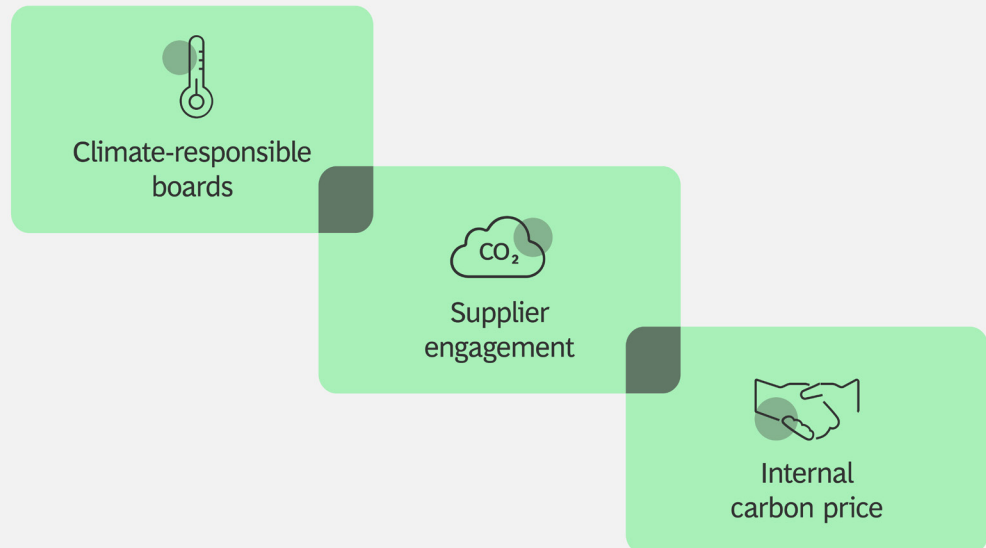 Climate-responsible
boards
CO₂
Supplier
engagement
Internal
carbon price